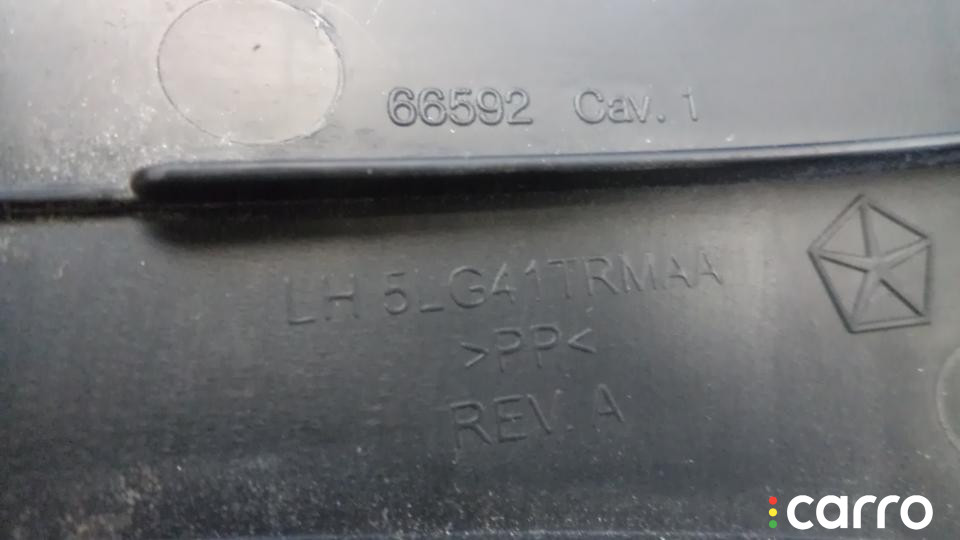 66592 Cav. 1
LH 5LG41TRMAA
>PP<
REV. A
carro